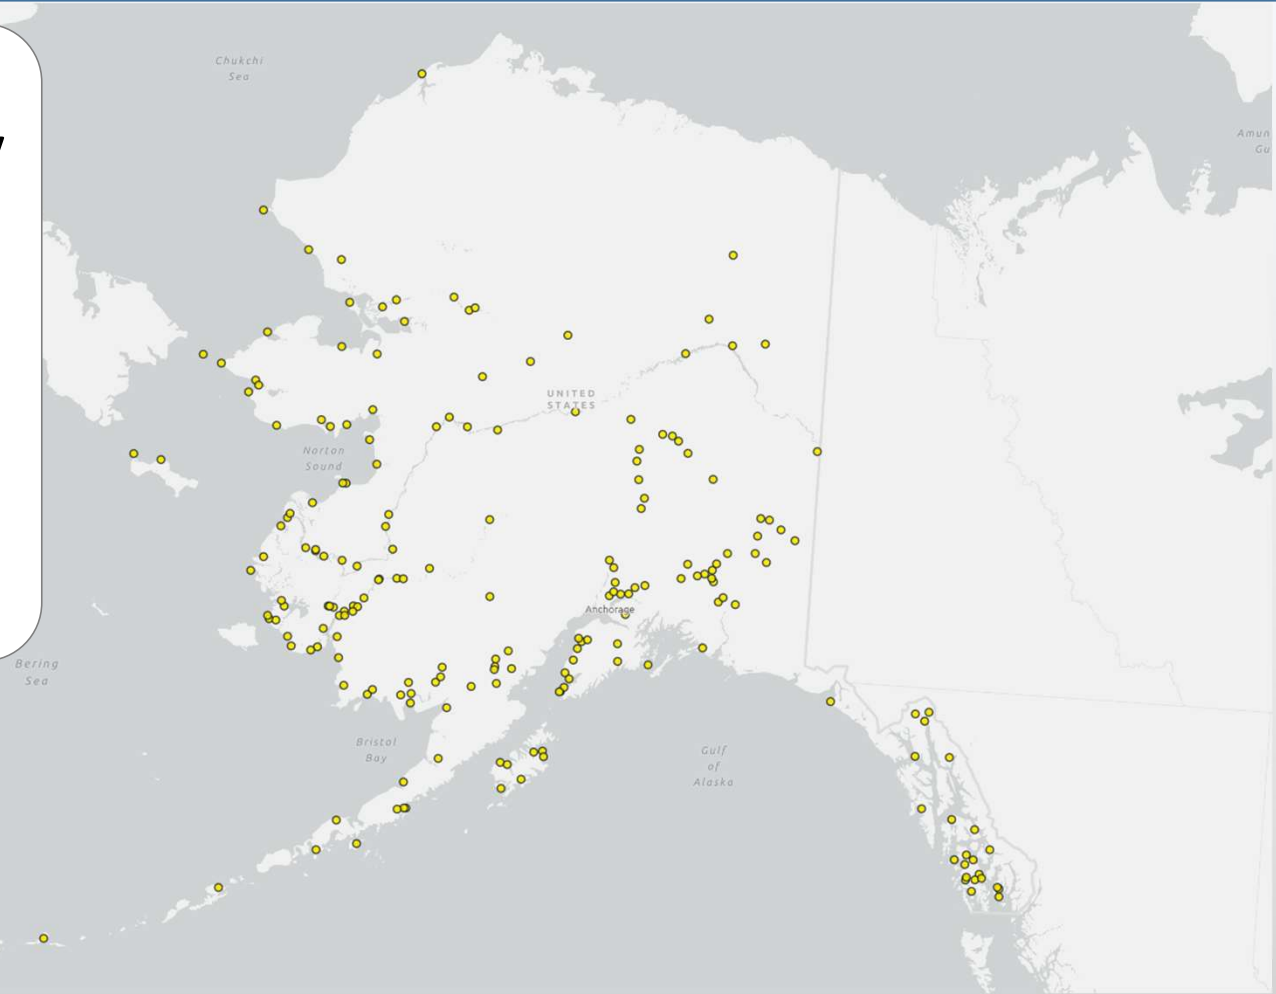 Chukchi
Sea
Amun
Gu
UNITED
STATES
Norton
Sound
Anchorage
Bering
Sea
Bristol
Bay
Gulf
of
Alaska